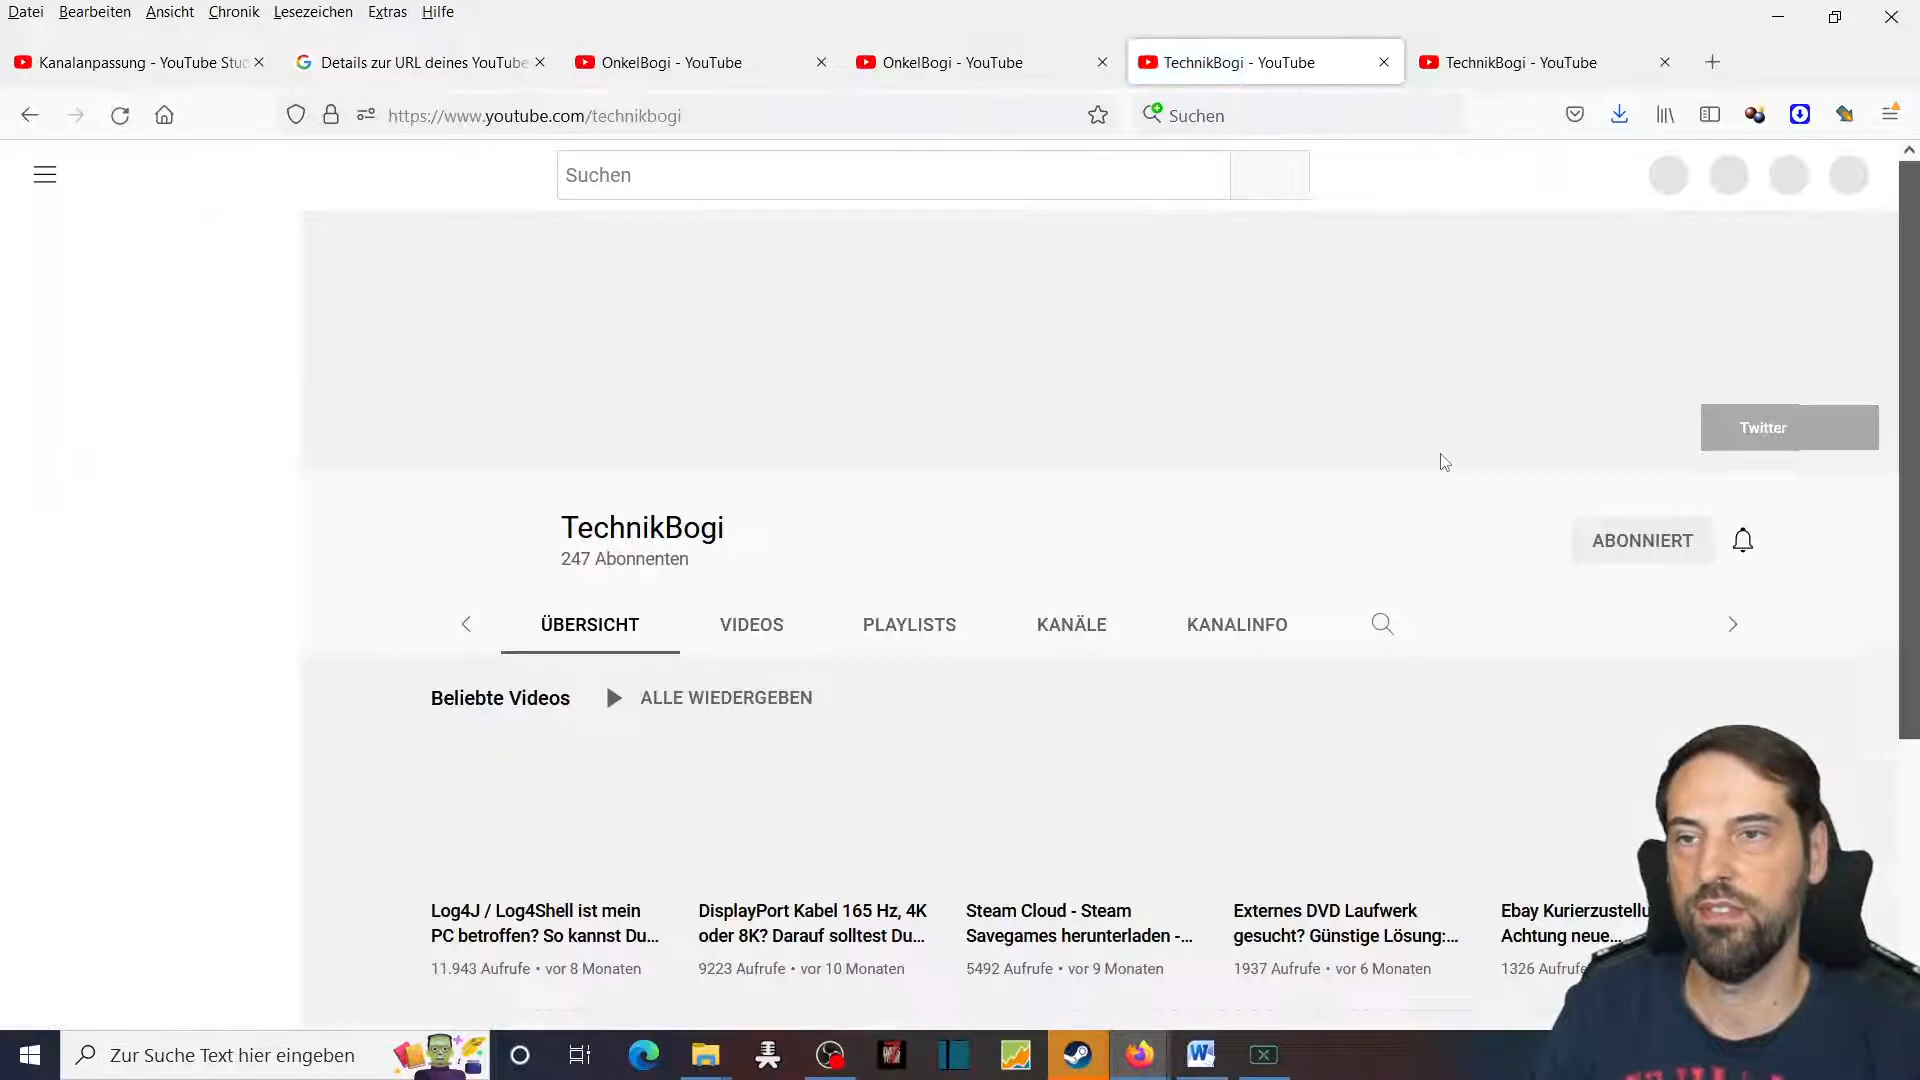 Datei Bearbeiten Ansicht Chronik Lesezeichen Extras Hilfe
Kanalanpassung - YouTube Stuc
Details zur URL deines YouTube
OnkelBogi - YouTube
OnkelBogi - YouTube
TechnikBogi - YouTube
TechnikBogi - YouTube
https://www.youtube.com/technikbogi
Suchen
Suchen
Twitter
TechnikBogi
247 Abonnenten
ABONNIERT
ÜBERSICHT VIDEOS PLAYLISTS KANÄLE KANALINFO
Beliebte Videos ALLE WIEDERGEBEN
Log4J / Log4Shell ist mein
PC betroffen? So kannst Du...
11.943 Aufrufe • vor 8 Monaten
DisplayPort Kabel 165 Hz, 4K
oder 8K? Darauf solltest Du...
9223 Aufrufe • vor 10 Monaten
Steam Cloud - Steam
Savegames herunterladen -...
5492 Aufrufe • vor 9 Monaten
Externes DVD Laufwerk
gesucht? Günstige Lösung:...
1937 Aufrufe • vor 6 Monaten
Ebay Kurierzustellu
Achtung neue...
1326 Aufrufe
Zur Suche Text hier eingeben